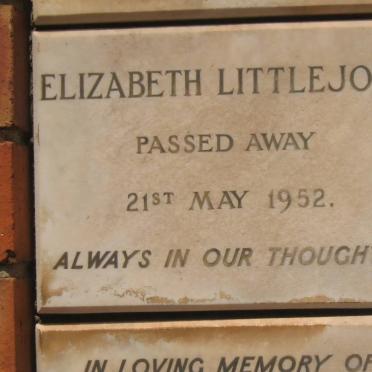 ELIZABETH LITTLEJO
PASSED AWAY
21ST MAY 1952.
ALWAYS IN OUR THOUGH
IN LOVING MEMORY OF